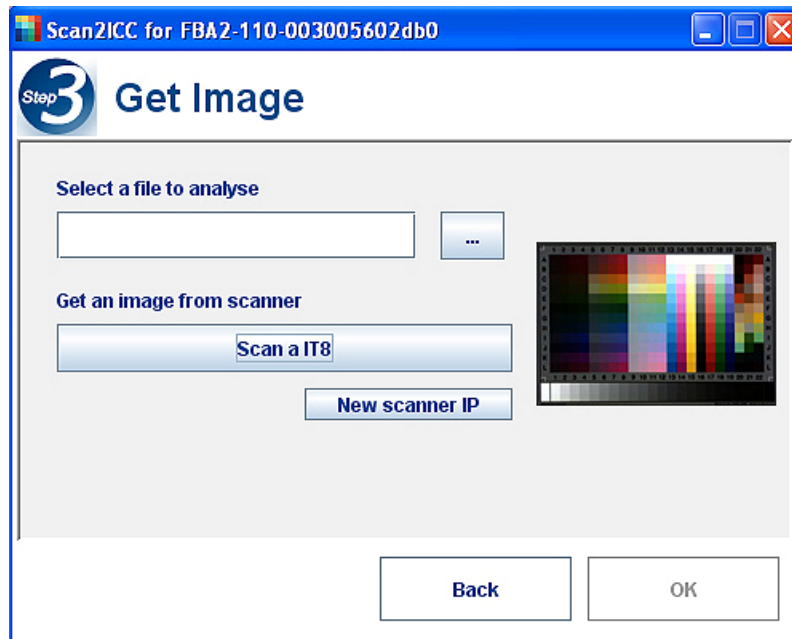 Scan2ICC for FBA2-110-003005602db0
Step 3 Get Image
Select a file to analyse
...
Get an image from scanner
Scan a IT8
New scanner IP
Back
OK